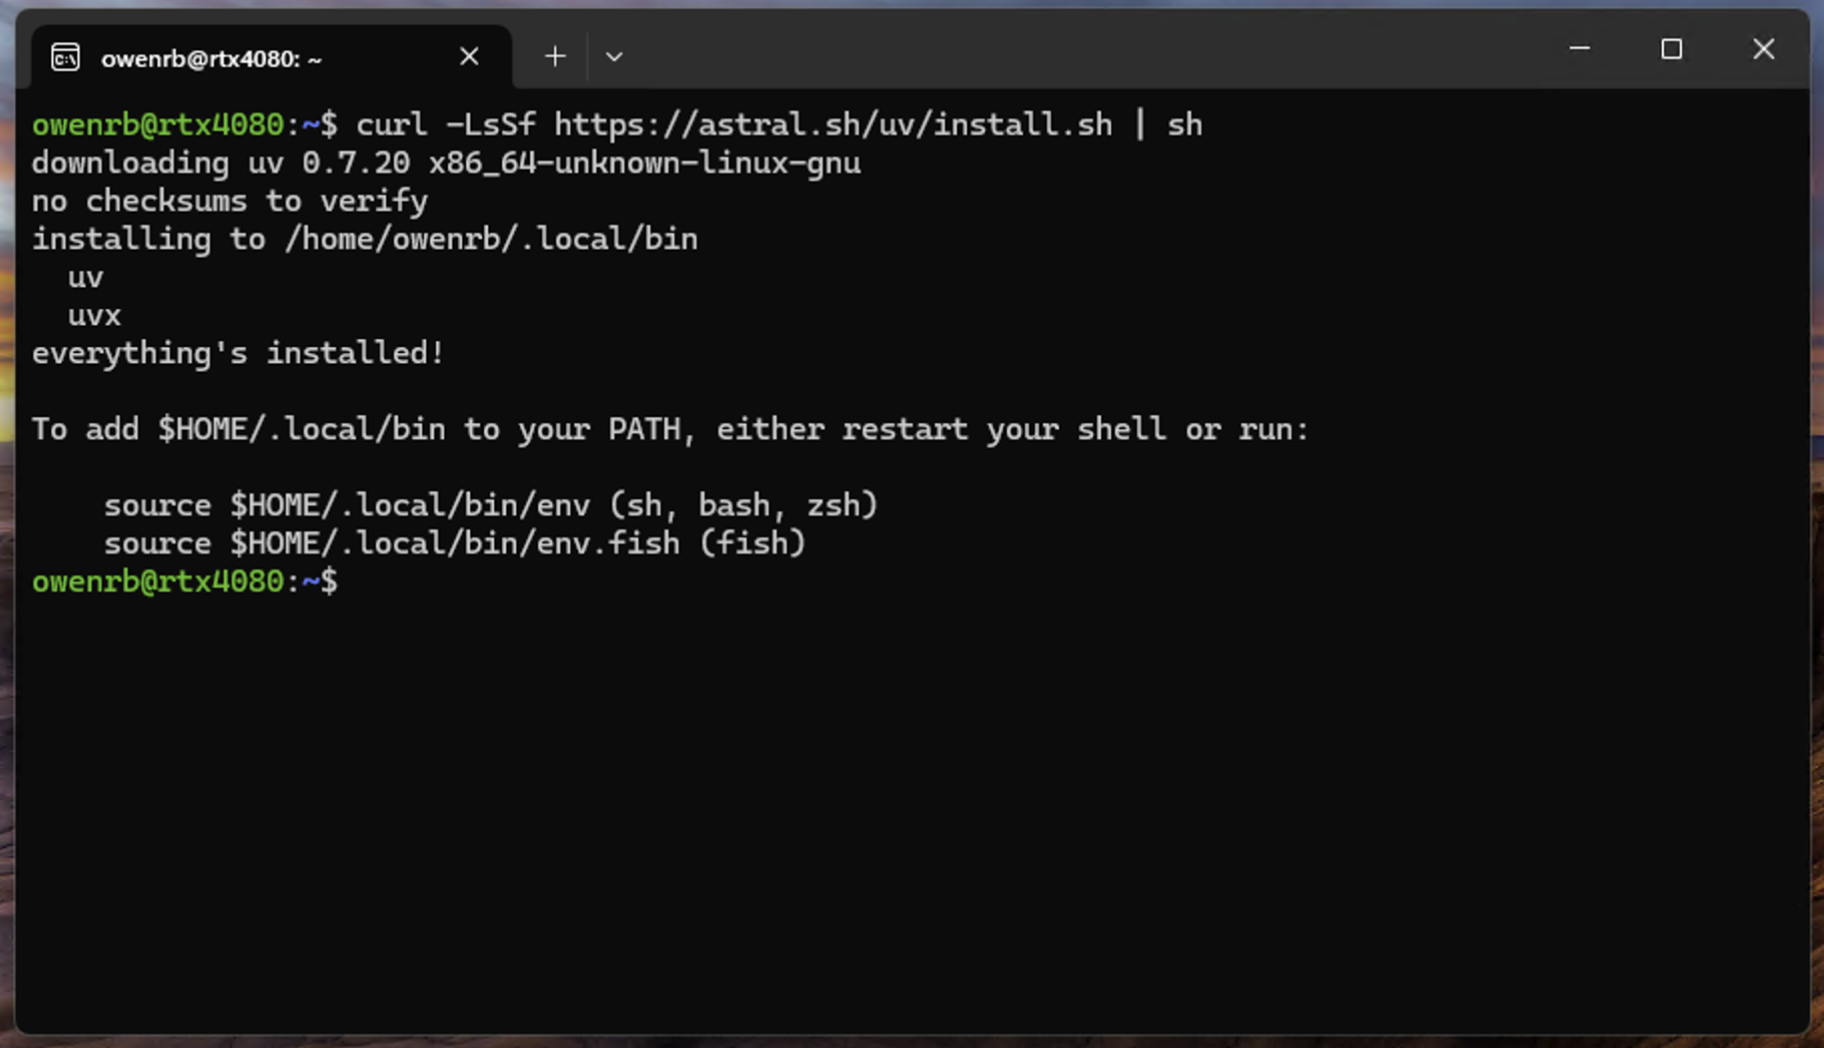 owenrb@rtx4080: ~
owenrb@rtx4080:~$ curl -LsSf https://astral.sh/uv/install.sh | sh
downloading uv 0.7.20 x86_64-unknown-linux-gnu
no checksums to verify
installing to /home/owenrb/.local/bin
  uv
  uvx
everything's installed!

To add $HOME/.local/bin to your PATH, either restart your shell or run:

    source $HOME/.local/bin/env (sh, bash, zsh)
    source $HOME/.local/bin/env.fish (fish)
owenrb@rtx4080:~$